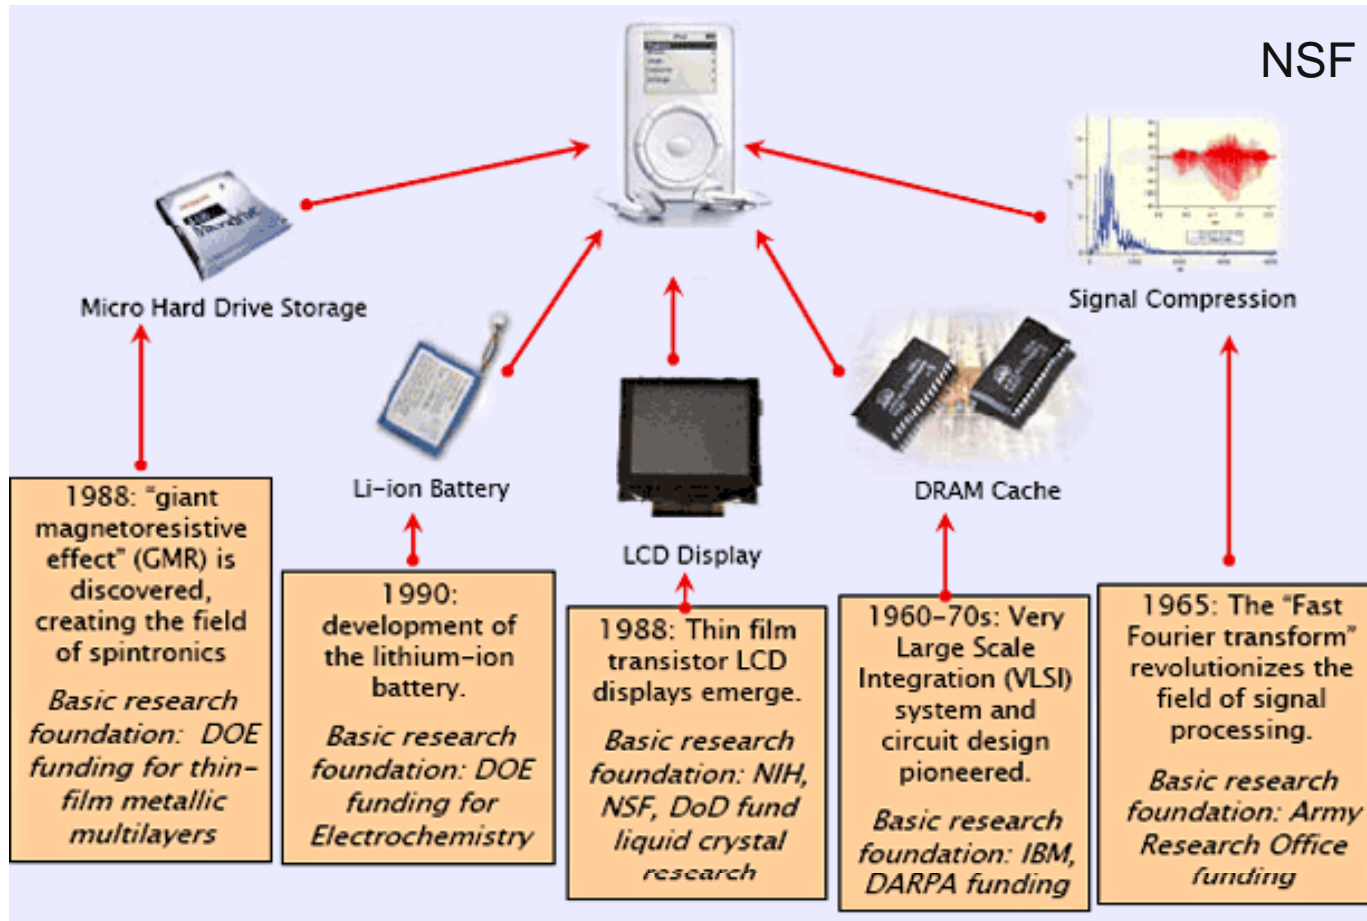 NSF
Micro Hard Drive Storage
Signal Compression
Li-ion Battery
DRAM Cache
LCD Display
1988: “giant
magnetoresistive
effect” (GMR) is
discovered,
creating the field
of spintronics
Basic research
foundation: DOE
funding for thin-
film metallic
multilayers
1990:
development of
the lithium-ion
battery.
Basic research
foundation: DOE
funding for
Electrochemistry
1988: Thin film
transistor LCD
displays emerge.
Basic research
foundation: NIH,
NSF, DoD fund
liquid crystal
research
1960-70s: Very
Large Scale
Integration (VLSI)
system and
circuit design
pioneered.
Basic research
foundation: IBM,
DARPA funding
1965: The “Fast
Fourier transform”
revolutionizes the
field of signal
processing.
Basic research
foundation: Army
Research Office
funding